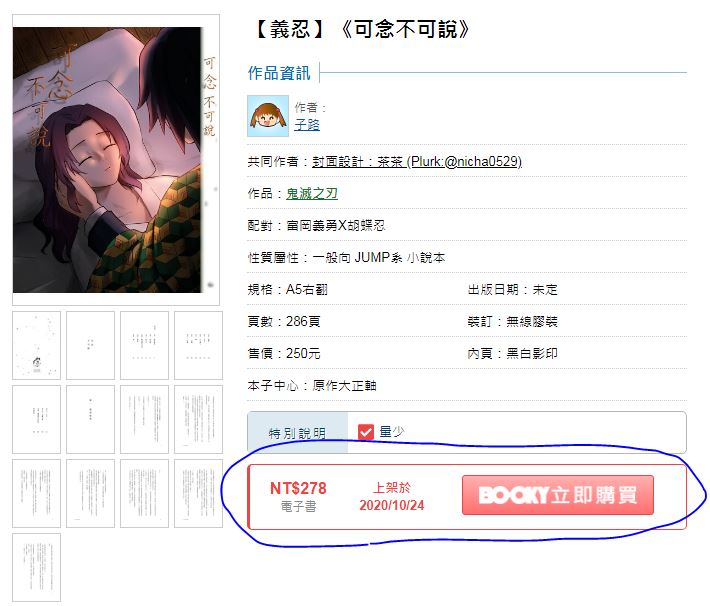 【義忍】《可念不可說》
可念不可說
可念不可說
作品資訊
作者：
子路
共同作者：封面設計：茶茶 (Plurk:@nicha0529)
作品：鬼滅之刃
配對：富岡義勇X胡蝶忍
性質屬性：一般向 JUMP系 小說本
規格：A5右翻
出版日期：未定
頁數：286頁
裝訂：無線膠裝
售價：250元
內頁：黑白影印
本子中心：原作大正軸
特別說明
量少
NT$278
電子書
上架於
2020/10/24
BOOKY立即購買